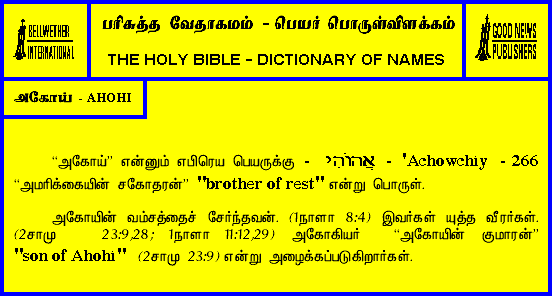 BELLWETHER
INTERNATIONAL
பரிசுத்த வேதாகமம் - பெயர் பொருள்விளக்கம்
THE HOLY BIBLE - DICTIONARY OF NAMES
GOOD NEWS
PUBLISHERS
அகோய் - AHOHI
“அகோய்” என்னும் எபிரெய பெயருக்கு - אֲחוֹחִי - 'Achowchiy - 266
“அமரிக்கையின் சகோதரன்” "brother of rest" என்று பொருள்.
அகோயின் வம்சத்தைச் சேர்ந்தவன். (1நாளா 8:4) இவர்கள் யுத்த வீரர்கள்.
(2சாமு 23:9,28; 1நாளா 11:12,29) அகோகியர் “அகோயின் குமாரன்”
"son of Ahohi" (2சாமு 23:9) என்று அழைக்கப்படுகிறார்கள்.